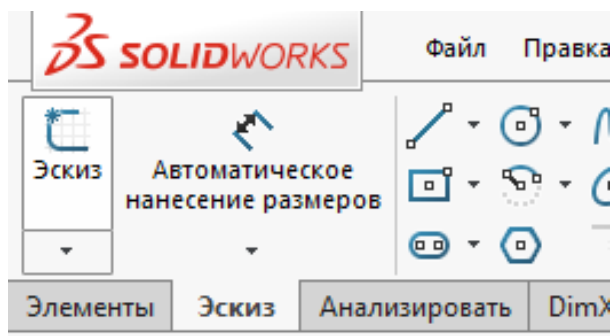 SOLIDWORKS
Файл Правка
Эскиз
Автоматическое
нанесение размеров
Элементы Эскиз Анализировать DimX